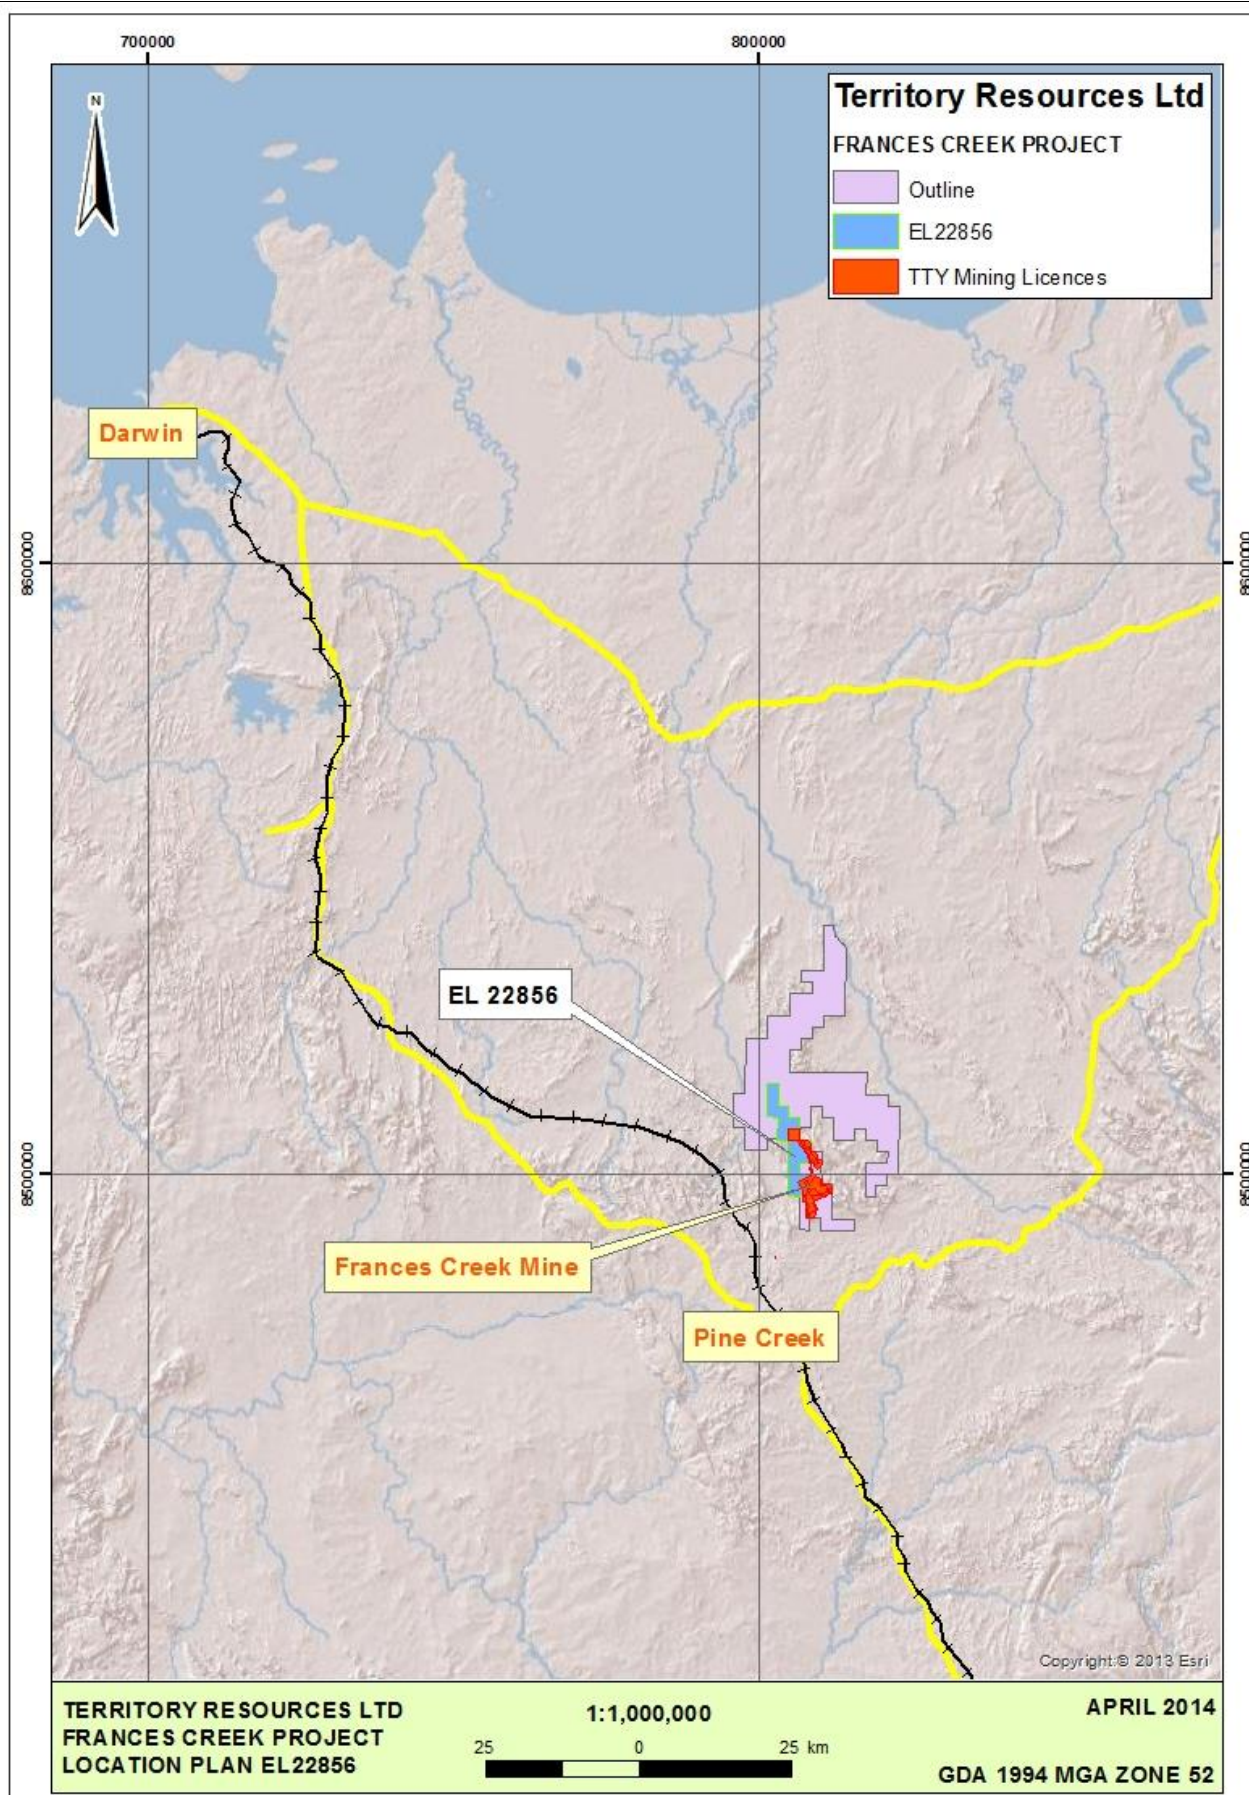 700000
800000
N
Territory Resources Ltd
FRANCES CREEK PROJECT
Outline
EL22856
TTY Mining Licences
Darwin
8600000
8600000
EL 22856
8500000
8500000
Frances Creek Mine
Pine Creek
Copyright:© 2013 Esri
TERRITORY RESOURCES LTD
FRANCES CREEK PROJECT
LOCATION PLAN EL22856
1:1,000,000
25 0 25 km
APRIL 2014
GDA 1994 MGA ZONE 52